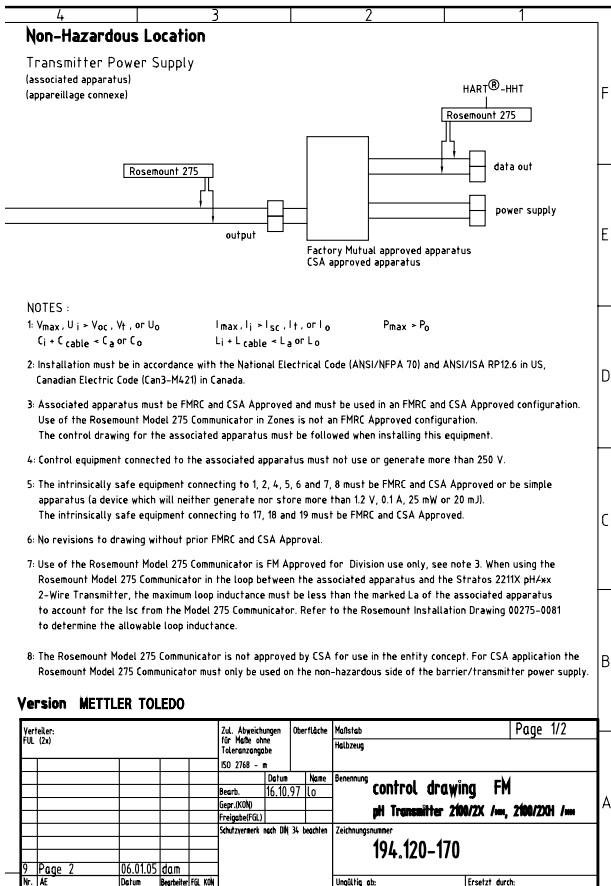 4 3 2 1
Non-Hazardous Location
Transmitter Power Supply
(associated apparatus)
(appareillage connexe)
HART®-HHT
F
Rosemount 275
data out
Rosemount 275
power supply
output
E
Factory Mutual approved apparatus
CSA approved apparatus
NOTES :
1: Vmax , U i > Voc , Vt , or Uo I max , I i > I sc , I t , or I o Pmax > Po
C i + C cable < C a or C o L i + L cable < L a or L o
2: Installation must be in accordance with the National Electrical Code (ANSI/NFPA 70) and ANSI/ISA RP12.6 in US,
Canadian Electric Code (Can3-M421) in Canada.
D
3: Associated apparatus must be FMRC and CSA Approved and must be used in an FMRC and CSA Approved configuration.
Use of the Rosemount Model 275 Communicator in Zones is not an FMRC Approved configuration.
The control drawing for the associated apparatus must be followed when installing this equipment.
4: Control equipment connected to the associated apparatus must not use or generate more than 250 V.
5: The intrinsically safe equipment connecting to 1, 2, 4, 5, 6 and 7, 8 must be FMRC and CSA Approved or be simple
apparatus (a device which will neither generate nor store more than 1.2 V, 0.1 A, 25 mW or 20 mJ).
The intrinsically safe equipment connecting to 17, 18 and 19 must be FMRC and CSA Approved.
C
6: No revisions to drawing without prior FMRC and CSA Approval.
7: Use of the Rosemount Model 275 Communicator is FM Approved for Division use only, see note 3. When using the
Rosemount Model 275 Communicator in the loop between the associated apparatus and the Stratos 2211X pH/xx
2-Wire Transmitter, the maximum loop inductance must be less than the marked La of the associated apparatus
to account for the Isc from the Model 275 Communicator. Refer to the Rosemount Installation Drawing 00275-0081
to determine the allowable loop inductance.
B
8: The Rosemount Model 275 Communicator is not approved by CSA for use in the entity concept. For CSA application the
Rosemount Model 275 Communicator must only be used on the non-hazardous side of the barrier/transmitter power supply.
Version METTLER TOLEDO
Verteiler:
FUL (2x)
Zul. Abweichungen
für Maße ohne
Toleranzangabe
ISO 2768 - m
Oberfläche
Maßstab
Page 1/2
Halbzeug
Datum Name
Bearb. 16.10.97 lo
Gepr.(KON)
Freigabe(FGL)
Benennung
control drawing FM
pH Transmitter 2100/2X /**, 2100/2XH /**
A
Schutzvermerk nach DIN 34 beachten
Zeichnungsnummer
194.120-170
9 Page 2 06.01.05 dam
Nr. AE Datum Bearbeiter FGL KON
Ungültig ab: Ersetzt durch: